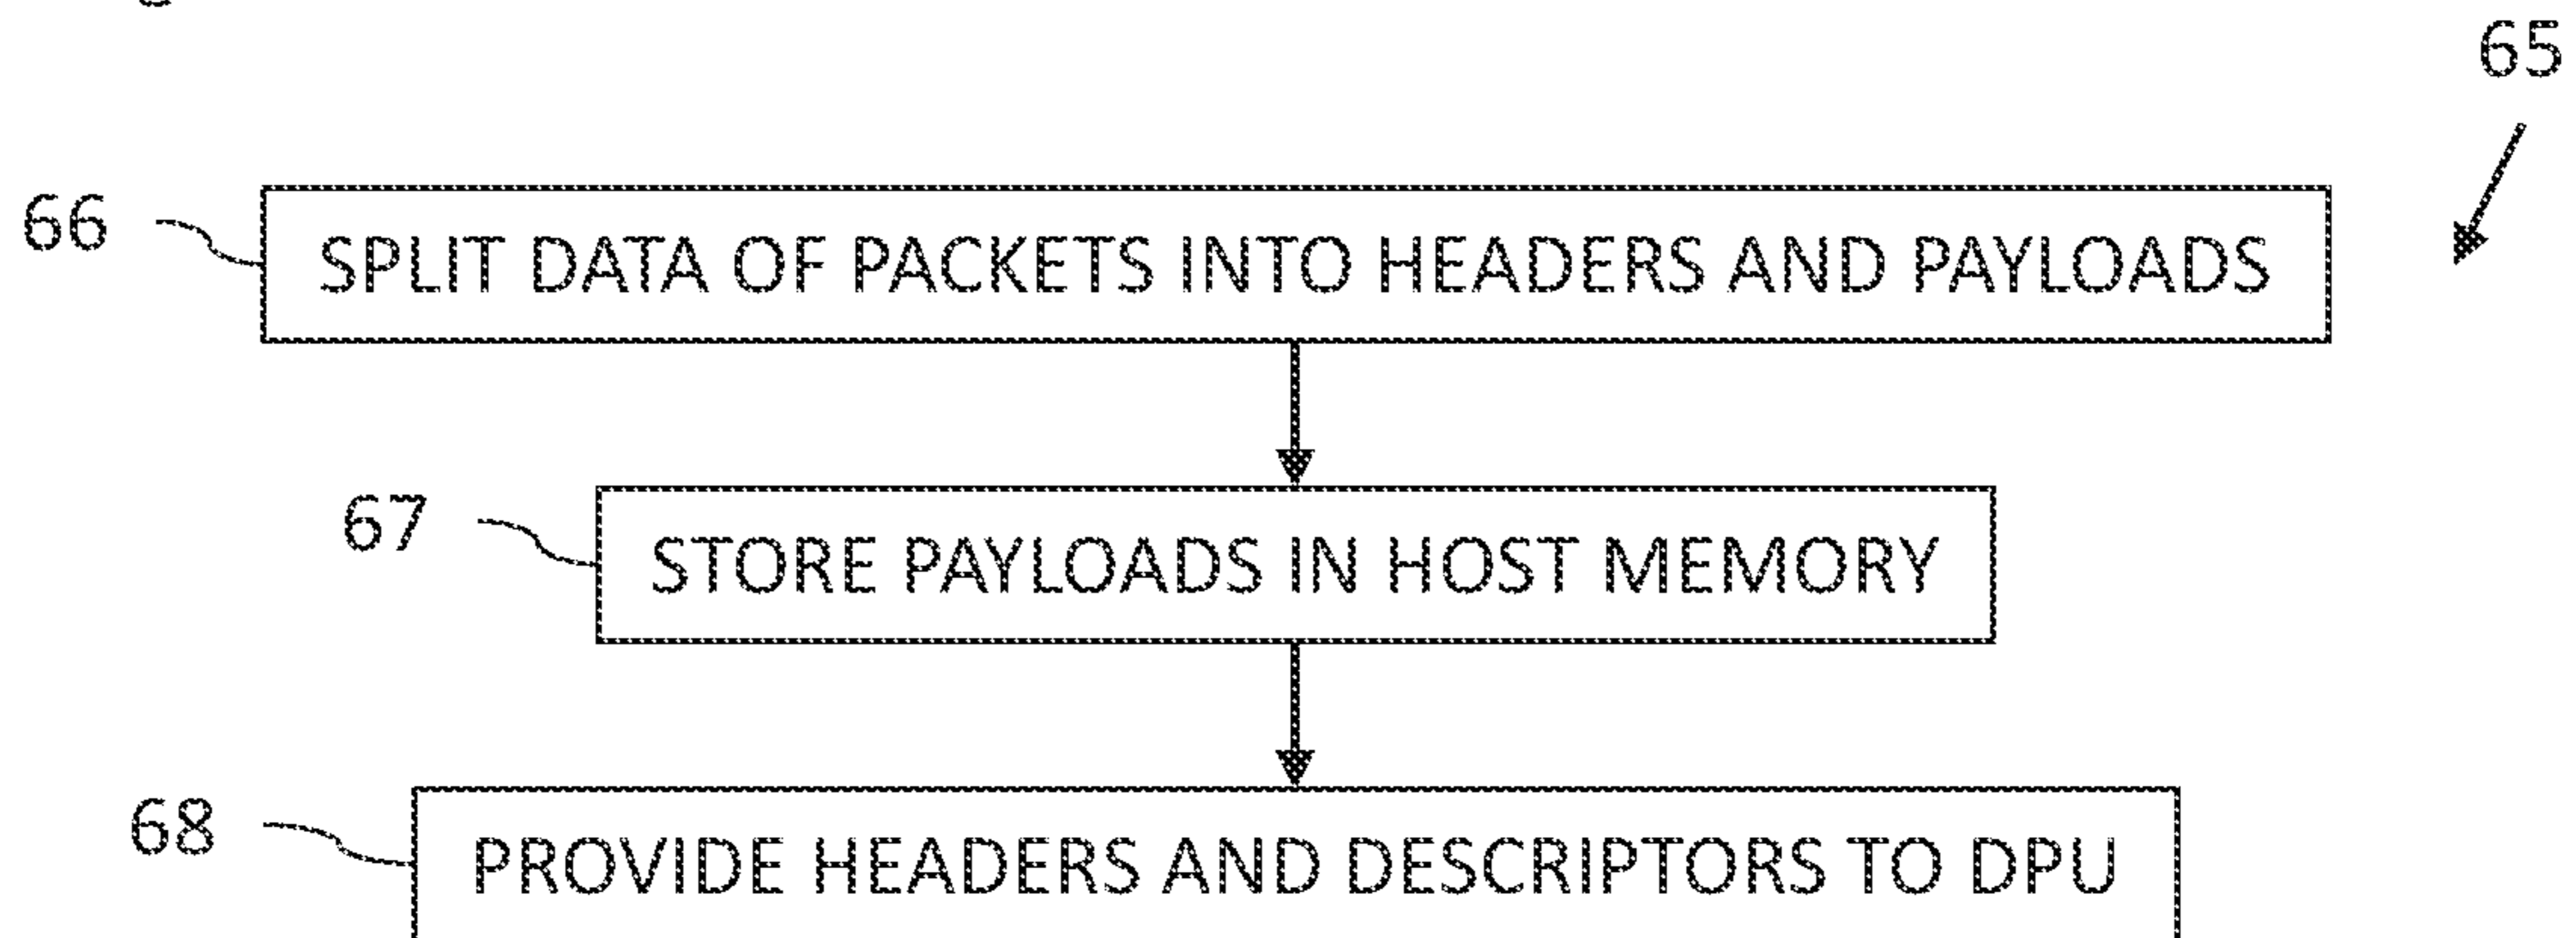 65
66 SPLIT DATA OF PACKETS INTO HEADERS AND PAYLOADS
67 STORE PAYLOADS IN HOST MEMORY
68 PROVIDE HEADERS AND DESCRIPTORS TO DPU